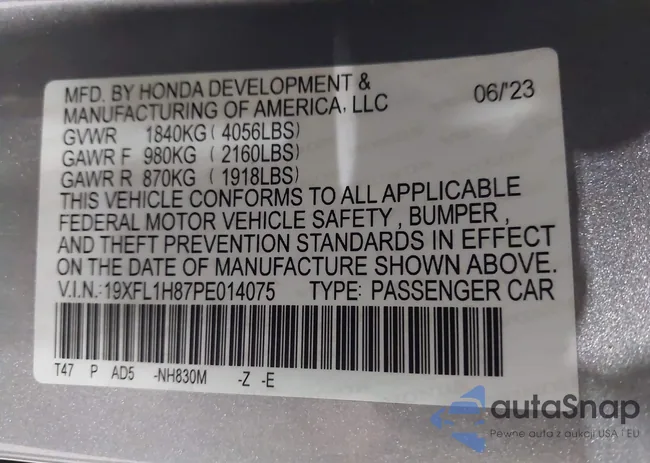 MFD. BY HONDA DEVELOPMENT &
MANUFACTURING OF AMERICA, LLC 06/'23
GVWR 1840KG ( 4056LBS)
GAWR F 980KG ( 2160LBS)
GAWR R 870KG ( 1918LBS)
THIS VEHICLE CONFORMS TO ALL APPLICABLE
FEDERAL MOTOR VEHICLE SAFETY , BUMPER ,
AND THEFT PREVENTION STANDARDS IN EFFECT
ON THE DATE OF MANUFACTURE SHOWN ABOVE.
V.I.N.:19XFL1H87PE014075 TYPE: PASSENGER CAR
T47 P AD5 -NH830M -Z -E
autaSnap
Pewne auta z aukcji USA i EU